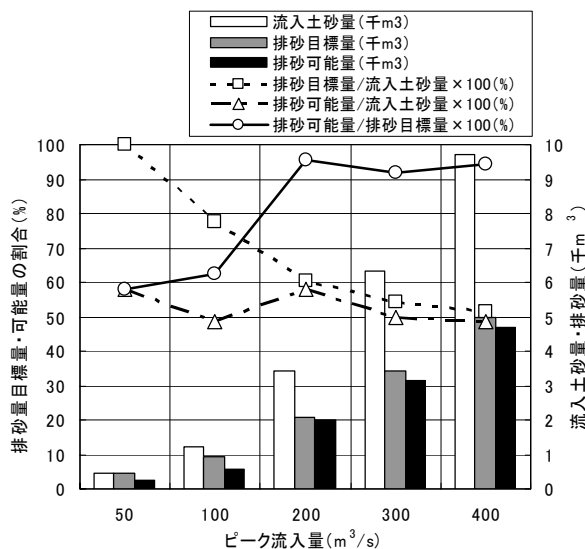 流入土砂量(千m3)
排砂目標量(千m3)
排砂可能量(千m3)
排砂目標量/流入土砂量×100(%)
排砂可能量/流入土砂量×100(%)
排砂可能量/排砂目標量×100(%)
排砂量目標量・可能量の割合(%)
100
90
80
70
60
50
40
30
20
10
0
10
9
8
7
6
5
4
3
2
1
0
流入土砂量・排砂量(千m³)
50 100 200 300 400
ピーク流入量(m³/s)